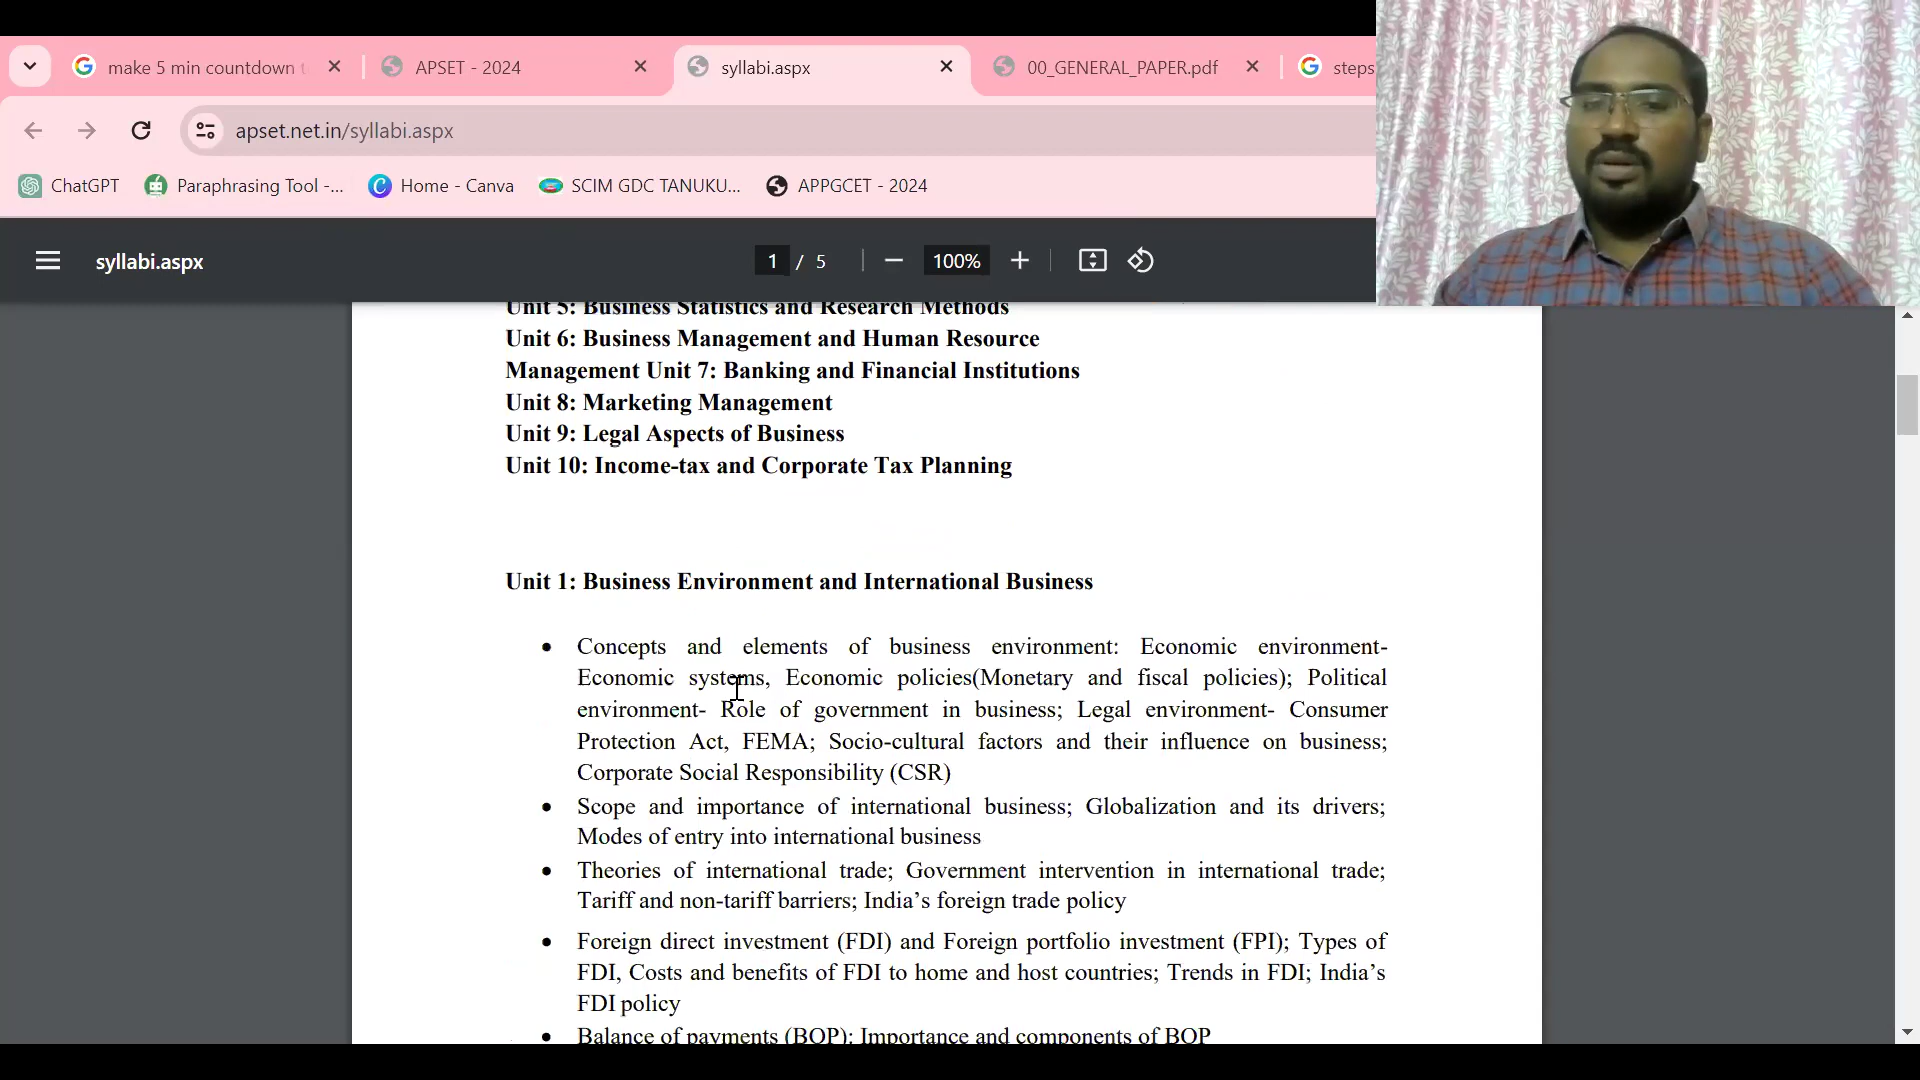 make 5 min countdown t
APSET - 2024
syllabi.aspx
00_GENERAL_PAPER.pdf
steps
apset.net.in/syllabi.aspx
ChatGPT
Paraphrasing Tool -...
Home - Canva
SCIM GDC TANUKU...
APPGCET - 2024
syllabi.aspx
1 / 5
100%
Unit 5: Business Statistics and Research Methods
Unit 6: Business Management and Human Resource
Management Unit 7: Banking and Financial Institutions
Unit 8: Marketing Management
Unit 9: Legal Aspects of Business
Unit 10: Income-tax and Corporate Tax Planning
Unit 1: Business Environment and International Business
• Concepts and elements of business environment: Economic environment-
Economic systems, Economic policies(Monetary and fiscal policies); Political
environment- Role of government in business; Legal environment- Consumer
Protection Act, FEMA; Socio-cultural factors and their influence on business;
Corporate Social Responsibility (CSR)
• Scope and importance of international business; Globalization and its drivers;
Modes of entry into international business
• Theories of international trade; Government intervention in international trade;
Tariff and non-tariff barriers; India’s foreign trade policy
• Foreign direct investment (FDI) and Foreign portfolio investment (FPI); Types of
FDI, Costs and benefits of FDI to home and host countries; Trends in FDI; India’s
FDI policy
• Balance of payments (BOP): Importance and components of BOP